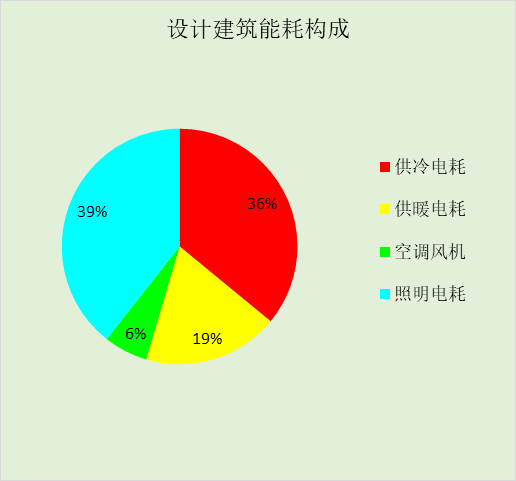 设计建筑能耗构成
36%
19%
6%
39%
供冷电耗
供暖电耗
空调风机
照明电耗